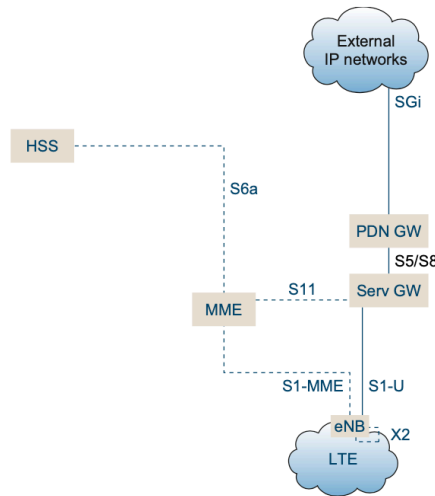 External
IP networks
SGi
HSS
S6a
PDN GW
S5/S8
S11
Serv GW
MME
S1-MME
S1-U
eNB
X2
LTE